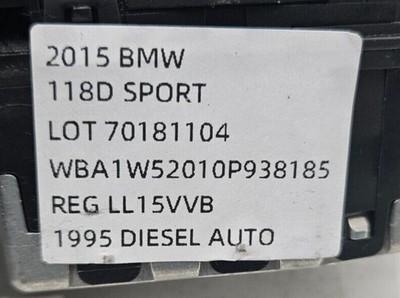 2015 BMW
118D SPORT
LOT 70181104
WBA1W52010P938185
REG LL15VVB
1995 DIESEL AUTO